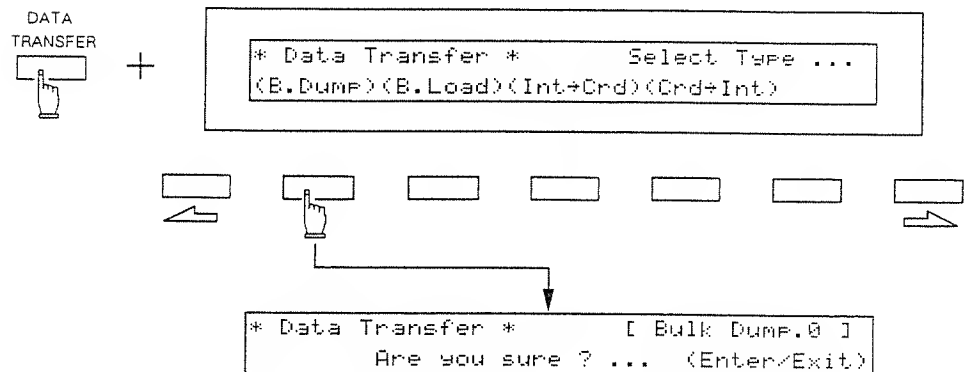 DATA
TRANSFER
+
* Data Transfer * Select Type ...
(B.Dump)(B.Load)(Int→Crd)(Crd→Int)
* Data Transfer * [ Bulk Dump.0 ]
Are you sure ? ... (Enter/Exit)